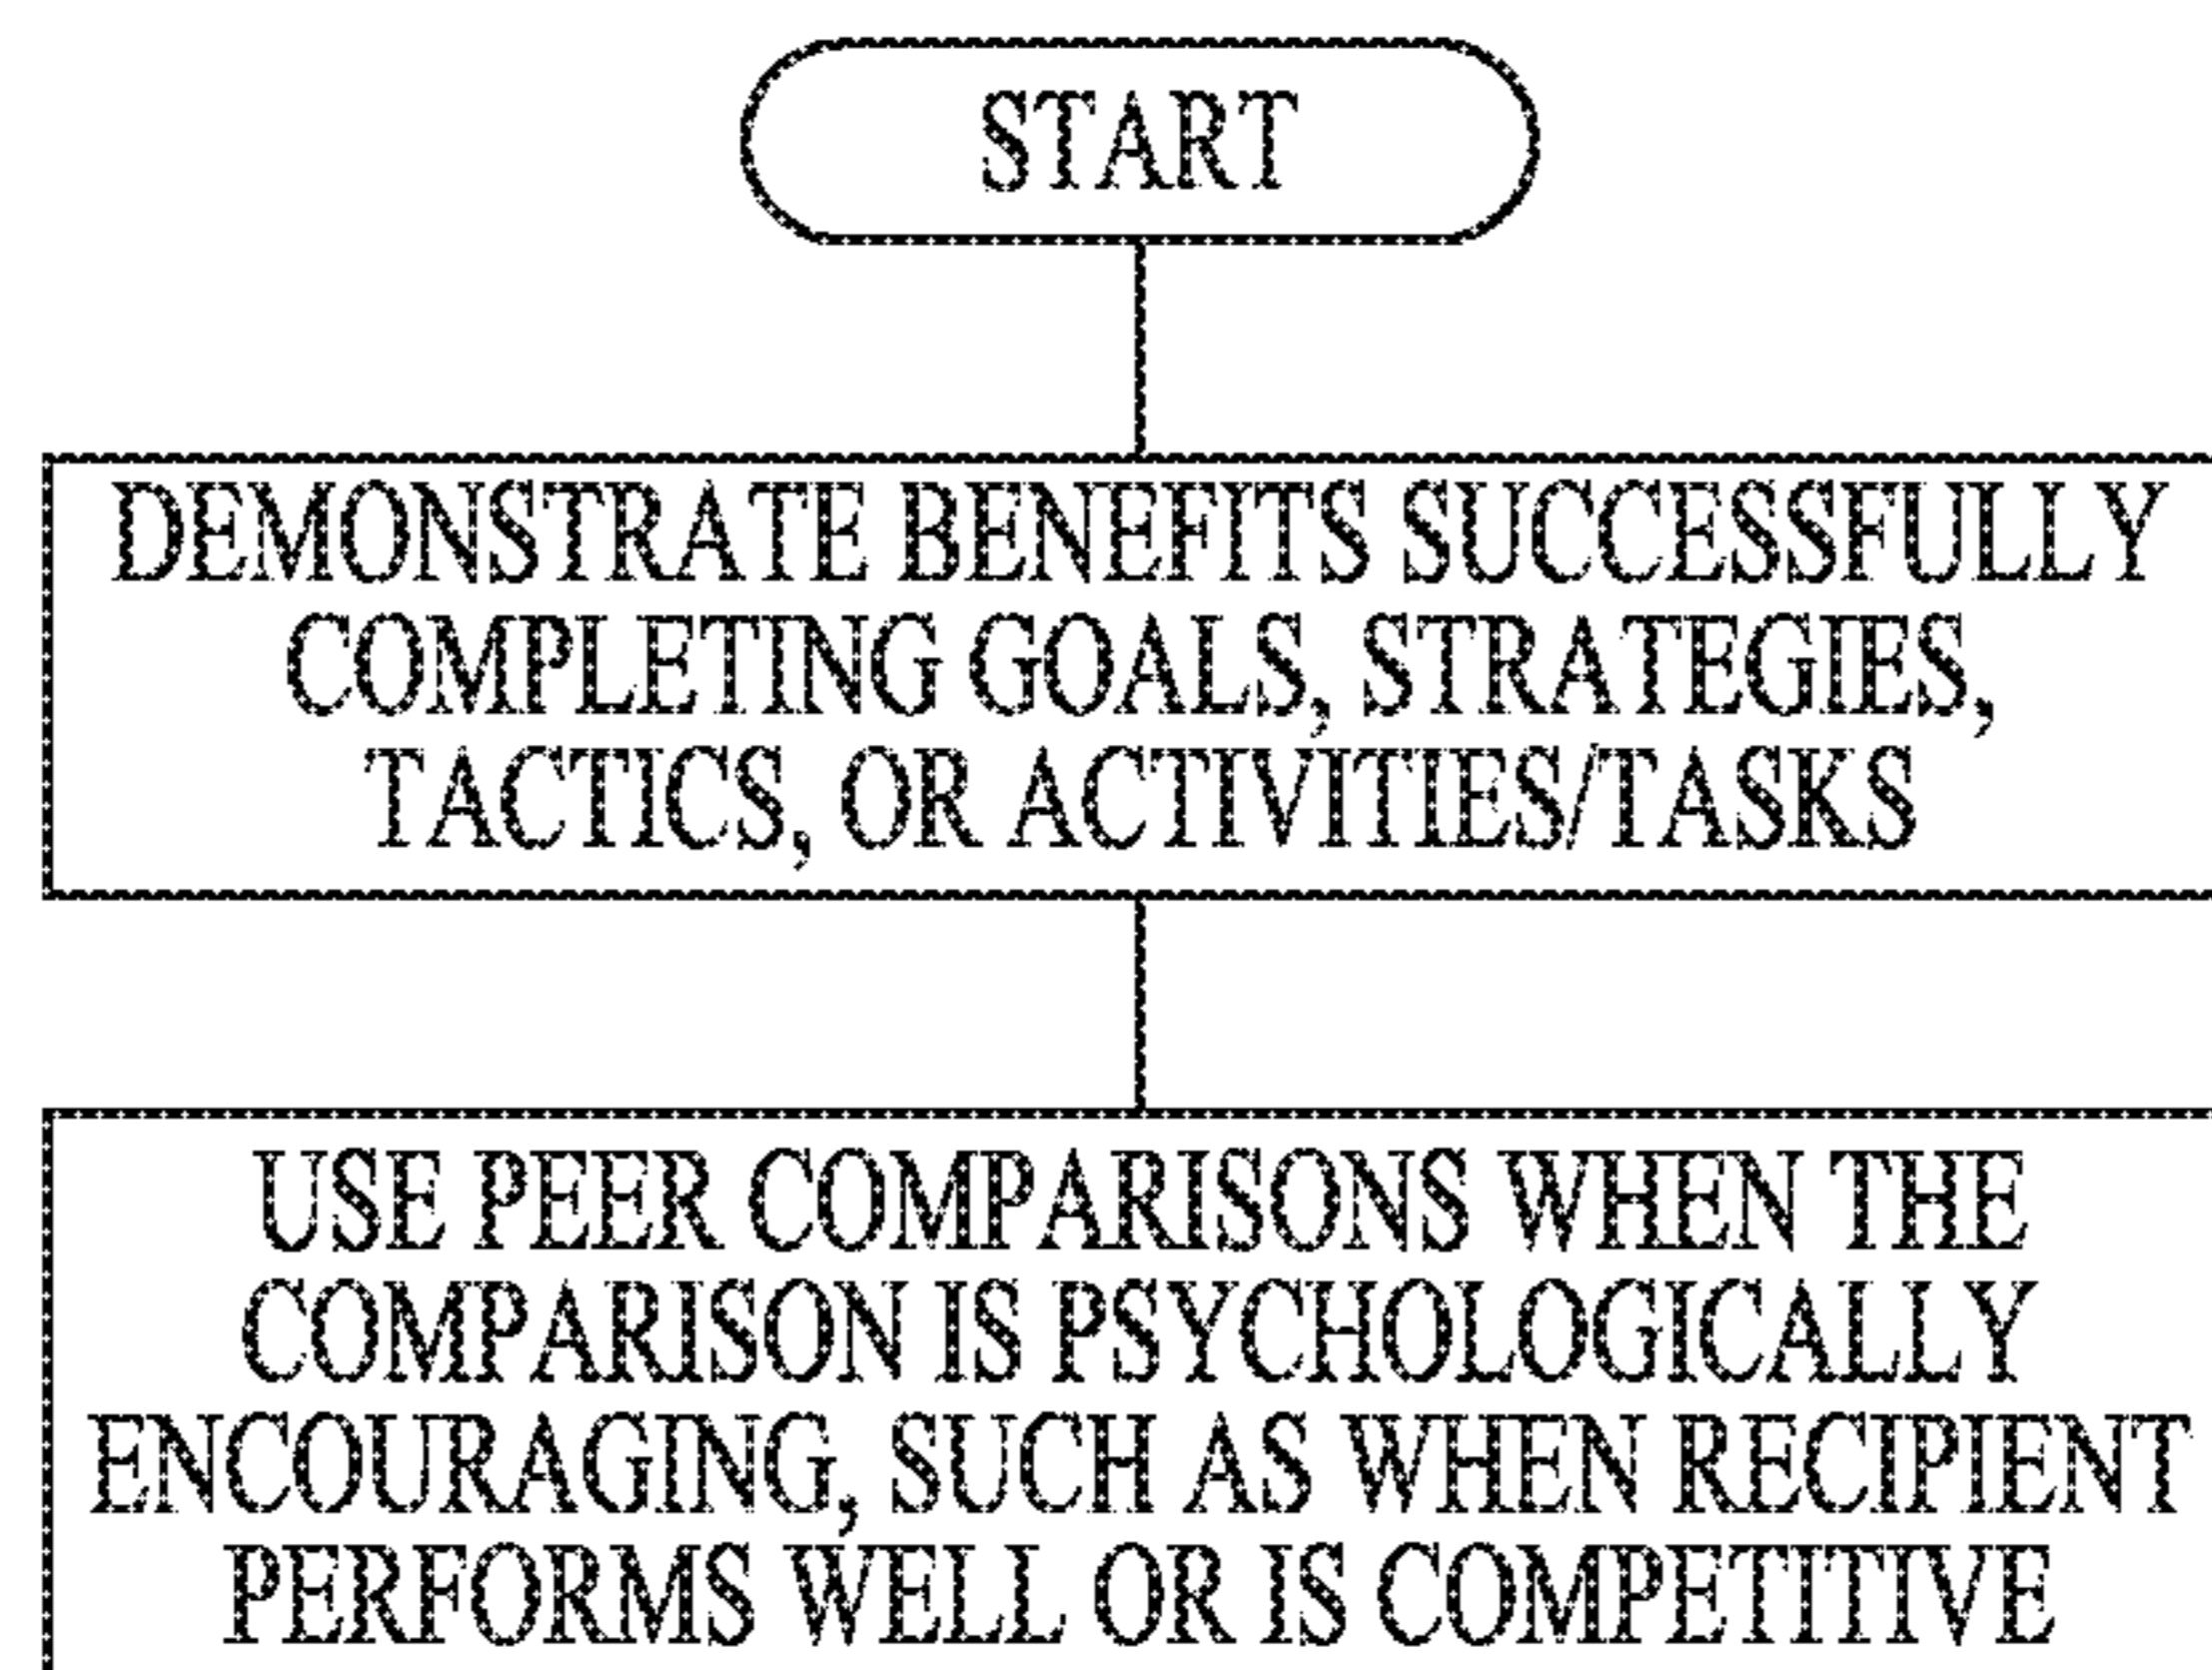 START
DEMONSTRATE BENEFITS SUCCESSFULLY
COMPLETING GOALS, STRATEGIES,
TACTICS, OR ACTIVITIES/TASKS
USE PEER COMPARISONS WHEN THE
COMPARISON IS PSYCHOLOGICALLY
ENCOURAGING, SUCH AS WHEN RECIPIENT
PERFORMS WELL OR IS COMPETITIVE